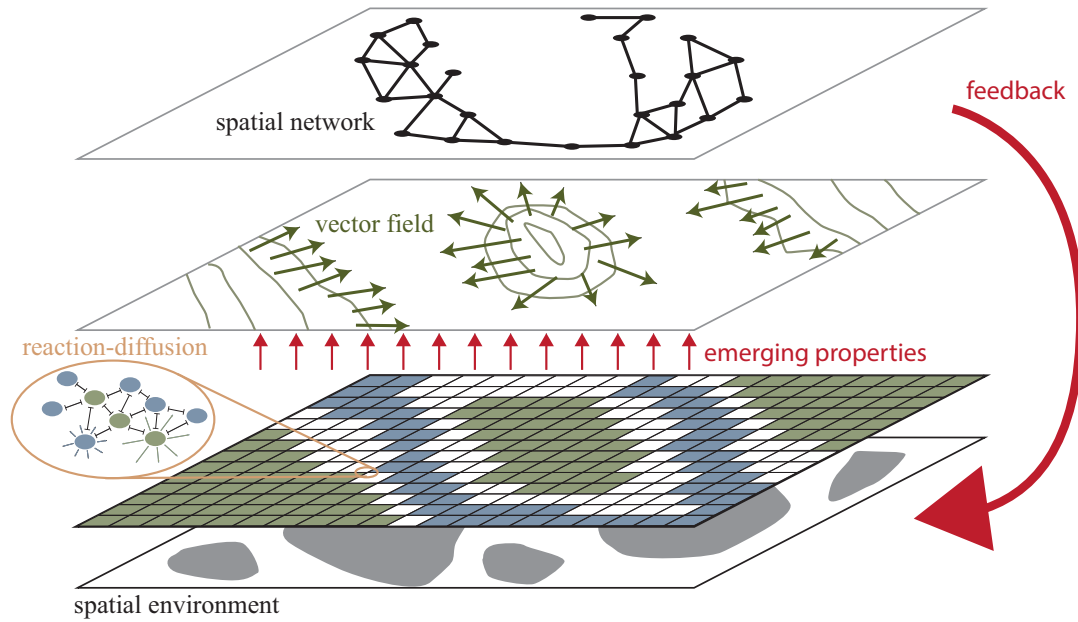 feedback
spatial network
vector field
reaction-diffusion
emerging properties
spatial environment